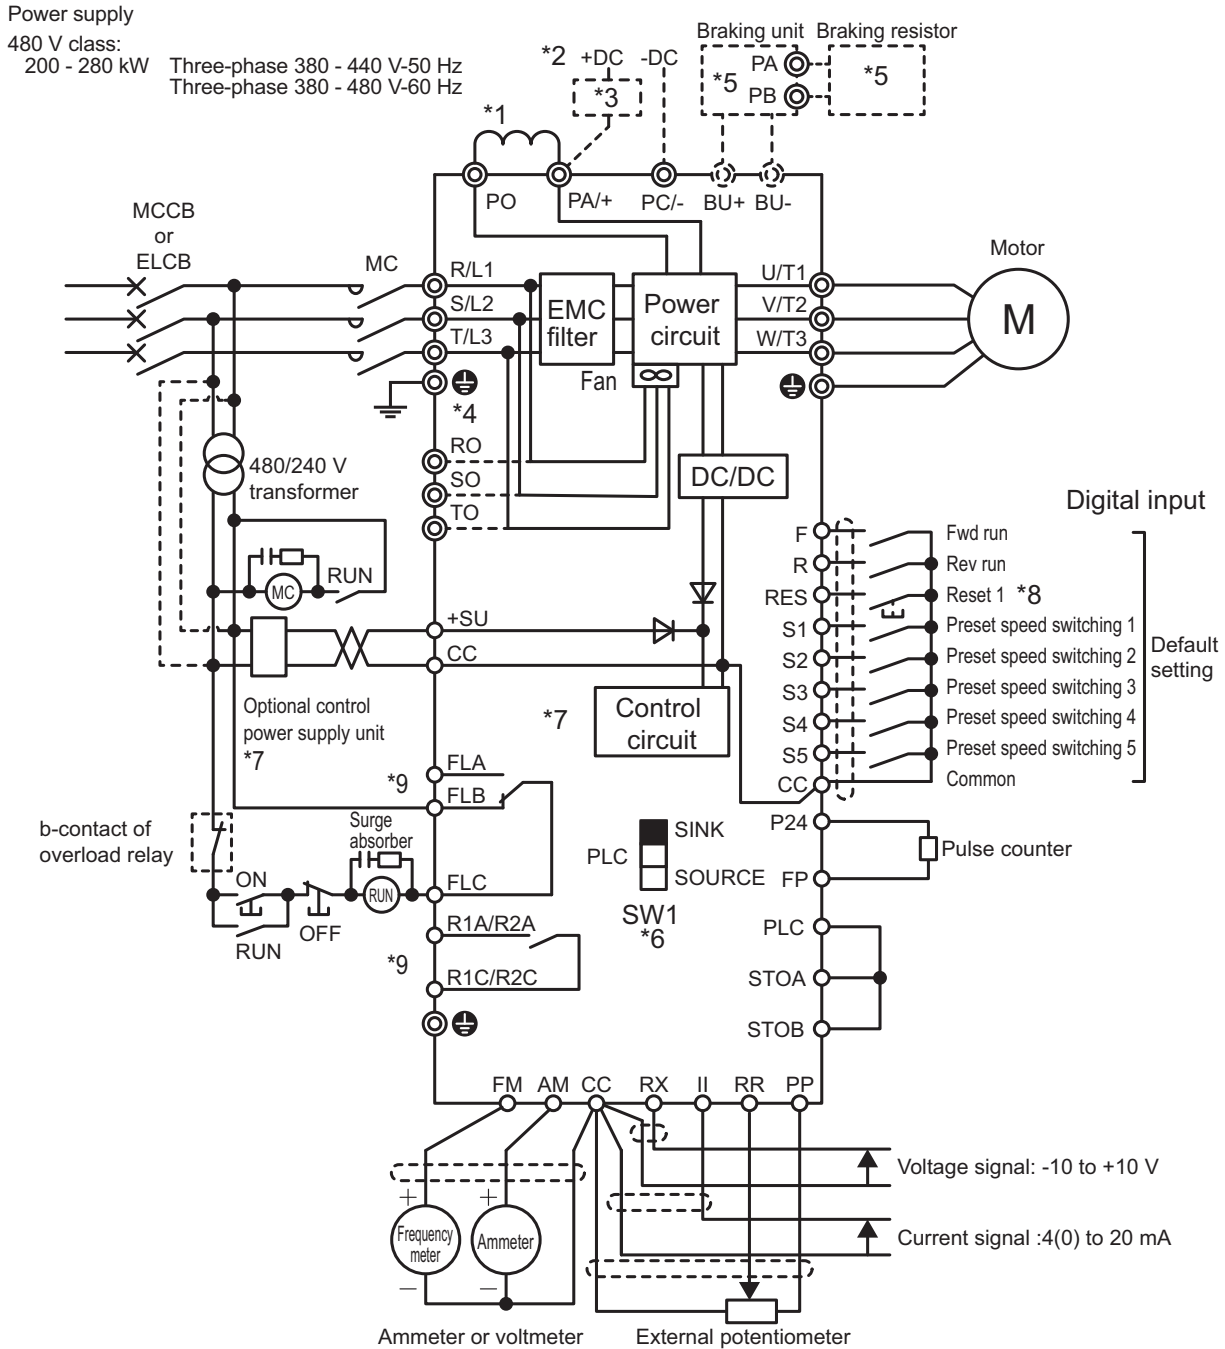 Power supply
480 V class:
200 - 280 kW Three-phase 380 - 440 V-50 Hz
Three-phase 380 - 480 V-60 Hz
Braking unit Braking resistor
*2 +DC -DC
*3
*5 PA
PB
*5
*1
PO PA/+ PC/- BU+ BU-
MCCB
or
ELCB
MC
R/L1
S/L2
T/L3
EMC
filter
Power
circuit
Fan
U/T1
V/T2
W/T3
Motor
M
*4
RO
SO
TO
DC/DC
480/240 V
transformer
MC
RUN
+SU
CC
Optional control
power supply unit
*7
*7
Control
circuit
Digital input
F Fwd run
R Rev run
RES Reset 1 *8
S1 Preset speed switching 1
S2 Preset speed switching 2
S3 Preset speed switching 3
S4 Preset speed switching 4
S5 Preset speed switching 5
CC Common
Default
setting
*9
FLA
FLB
FLC
b-contact of
overload relay
Surge
absorber
RUN
ON
OFF
RUN
R1A/R2A
*9
R1C/R2C
PLC
SINK
SOURCE
SW1
*6
P24
FP
Pulse counter
PLC
STOA
STOB
FM AM CC RX II RR PP
+ +
Frequency
meter
Ammeter
— —
Voltage signal: -10 to +10 V
Current signal :4(0) to 20 mA
Ammeter or voltmeter
External potentiometer